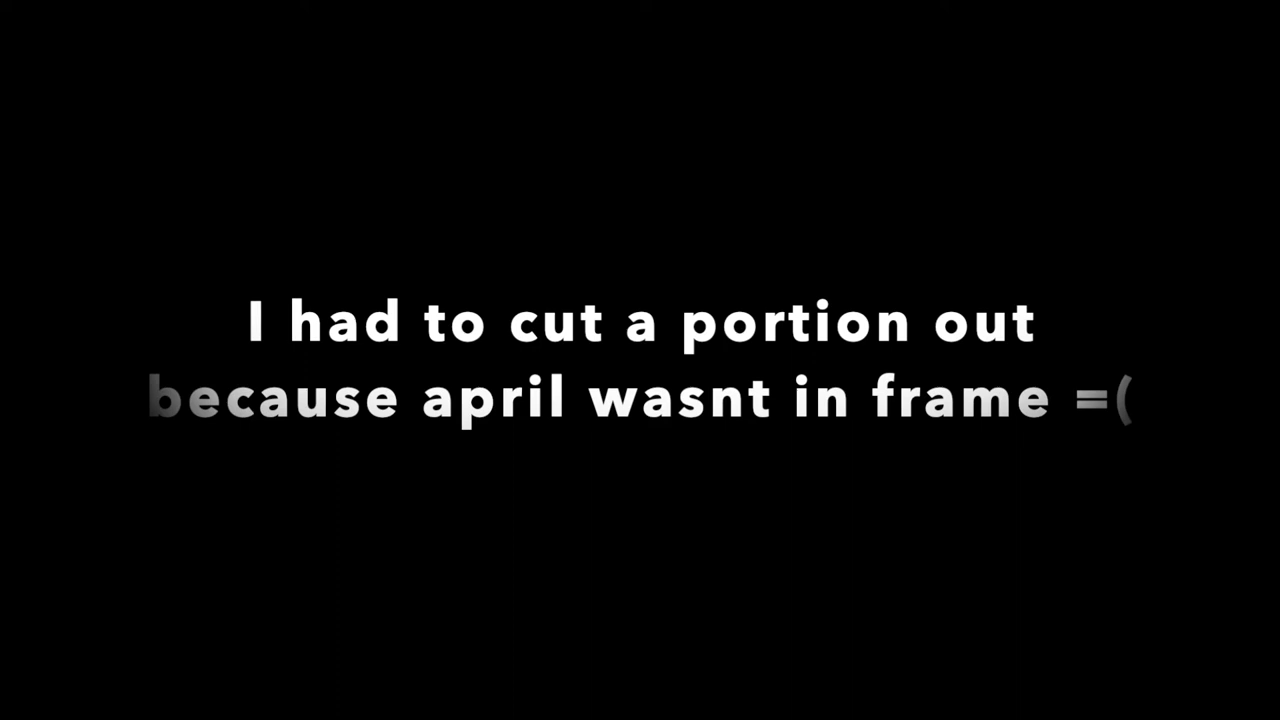 I had to cut a portion out
because april wasnt in frame =(